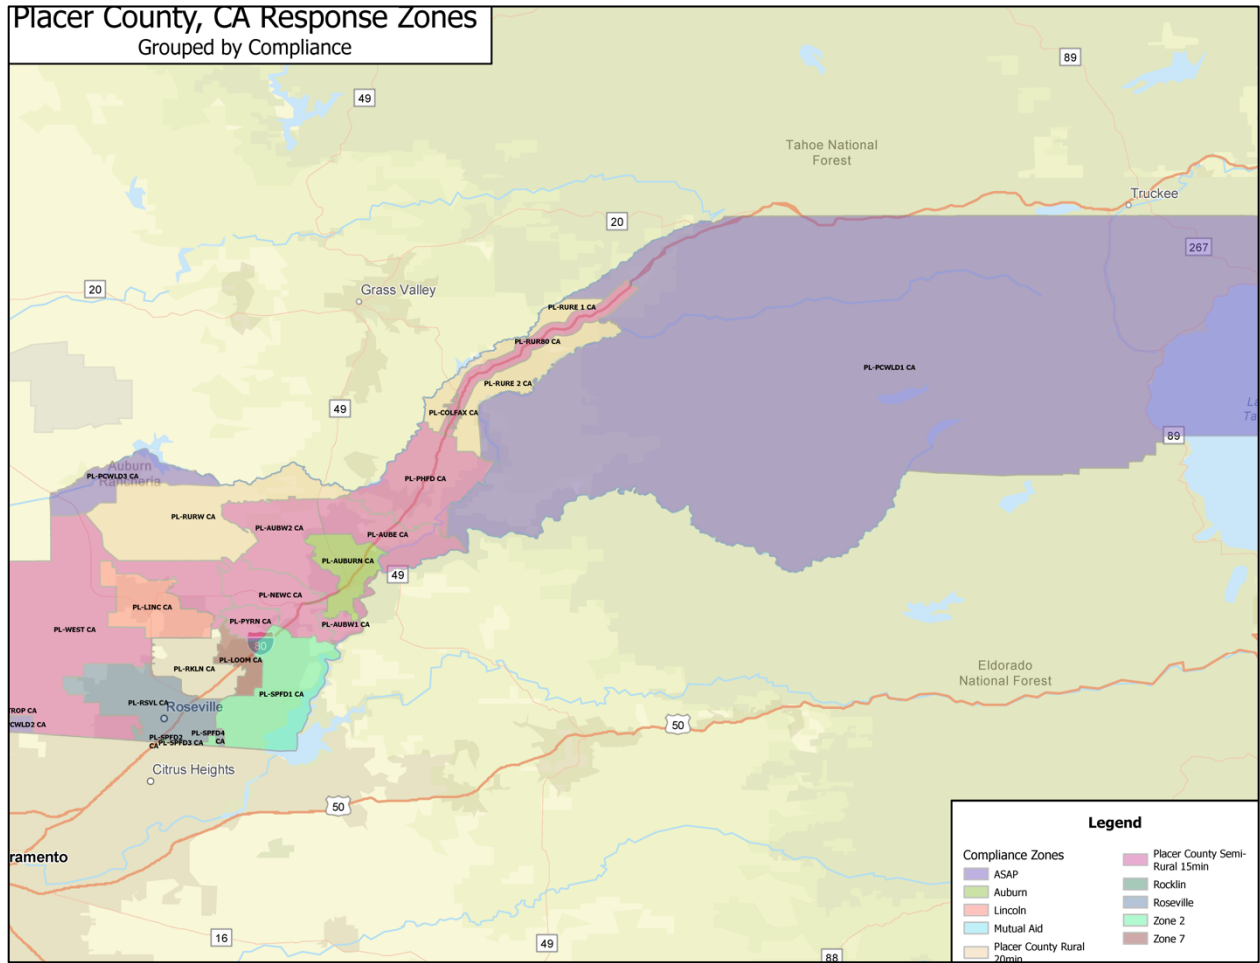 Placer County, CA Response Zones
Grouped by Compliance
89
49
Tahoe National
Forest
Truckee
20
267
20
Grass Valley
PL-RURE 1 CA
PL-RUR80 CA
PL-PCWLD1 CA
PL-RURE 2 CA
49
PL-COLFAX CA
La
Ta
89
Auburn
Rancheria
PL-PCWLD3 CA
PL-PHFD CA
PL-RURW CA
PL-AUBW2 CA
PL-AUBE CA
PL-AUBURN CA
49
PL-NEWC CA
PL-LINC CA
PL-PYRN CA
PL-AUBW1 CA
PL-WEST CA
80
PL-LOOM CA
PL-RKLN CA
Eldorado
National Forest
PL-SPFD1 CA
PL-RSVL CA
Roseville
TROP CA
CWLD2 CA
50
PL-SPFD2
CA
PL-SPFD3 CA
PL-SPFD4
CA
Citrus Heights
50
ramento
16
49
88
Legend
Compliance Zones
ASAP
Auburn
Lincoln
Mutual Aid
Placer County Rural
20min
Placer County Semi-
Rural 15min
Rocklin
Roseville
Zone 2
Zone 7